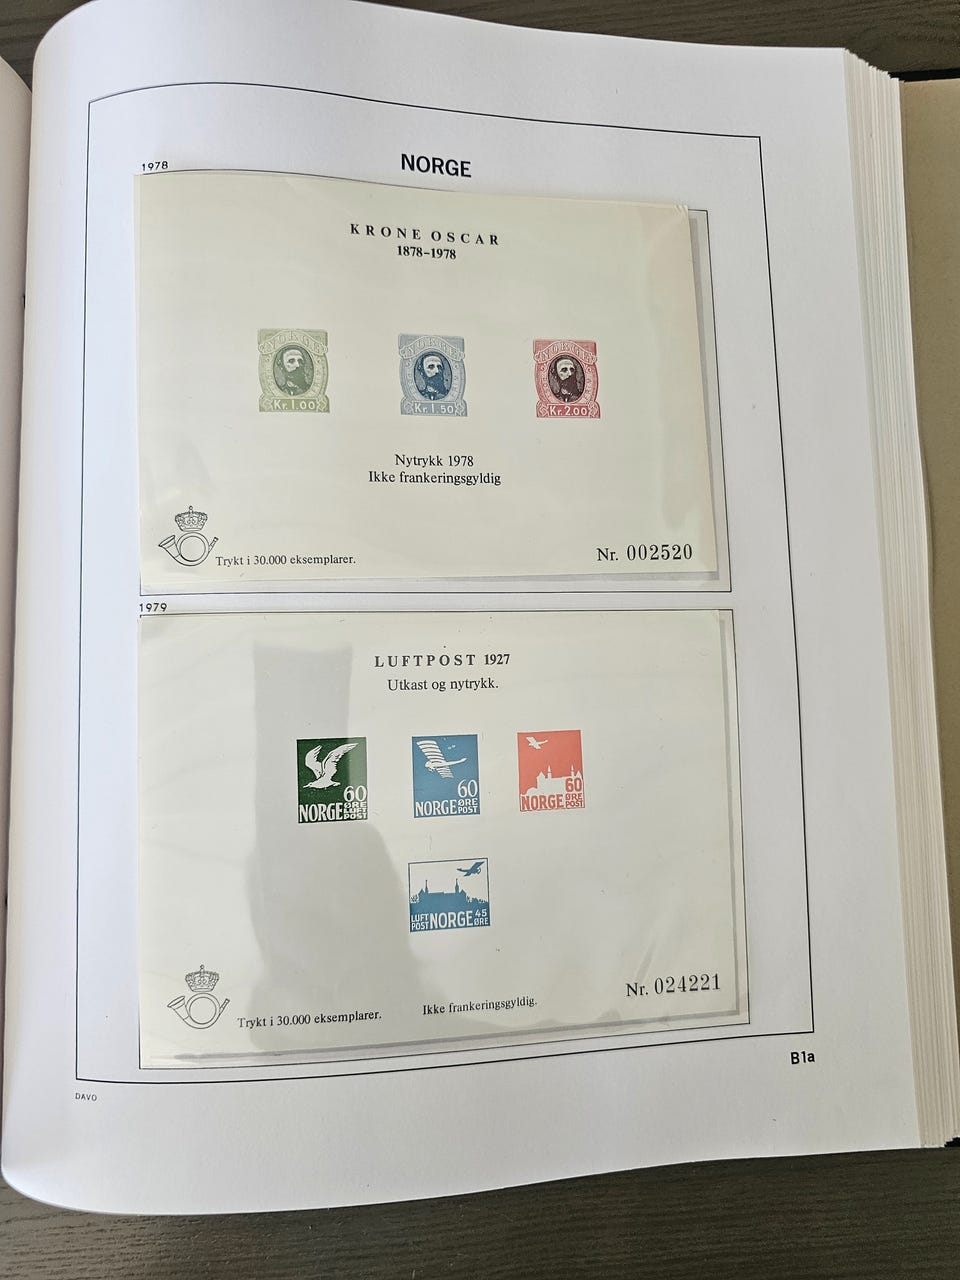 1978
NORGE
KRONE OSCAR
1878–1978
NORGE
Kr. 1.00
NORGE
Kr. 1.50
NORGE
Kr. 2.00
Nytrykk 1978
Ikke frankeringsgyldig
Trykt i 30.000 eksemplarer.
Nr. 002520
1979
LUFTPOST 1927
Utkast og nytrykk.
60
NORGE ØRE
LUFT
POST
60
NORGE ØRE
POST
60
NORGE ØRE
POST
LUFT
POST NORGE 45
ØRE
Trykt i 30.000 eksemplarer.
Ikke frankeringsgyldig.
Nr. 024221
B1a
DAVO